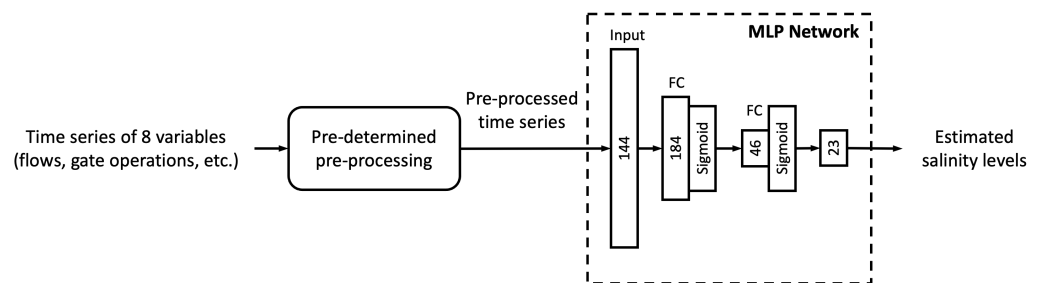 MLP Network
Input
FC
FC
Pre-processed
time series
Time series of 8 variables
(flows, gate operations, etc.)
Pre-determined
pre-processing
144
184
Sigmoid
46
Sigmoid
23
Estimated
salinity levels